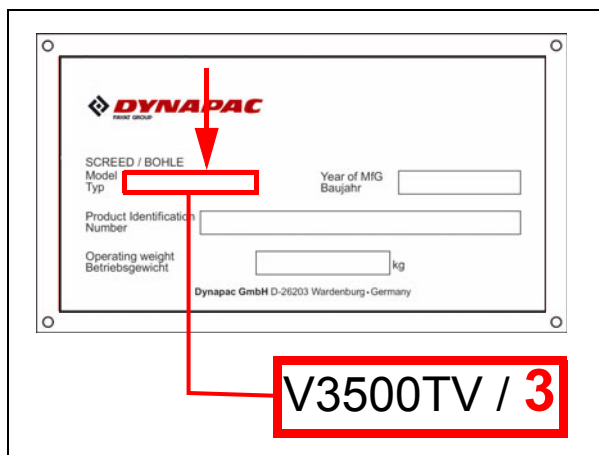 DYNAPAC
FAYAT GROUP
SCREED / BOHLE
Model
Typ
Year of MfG
Baujahr
Product Identification
Number
Operating weight
Betriebsgewicht
kg
Dynapac GmbH D-26203 Wardenburg - Germany
V3500TV / 3